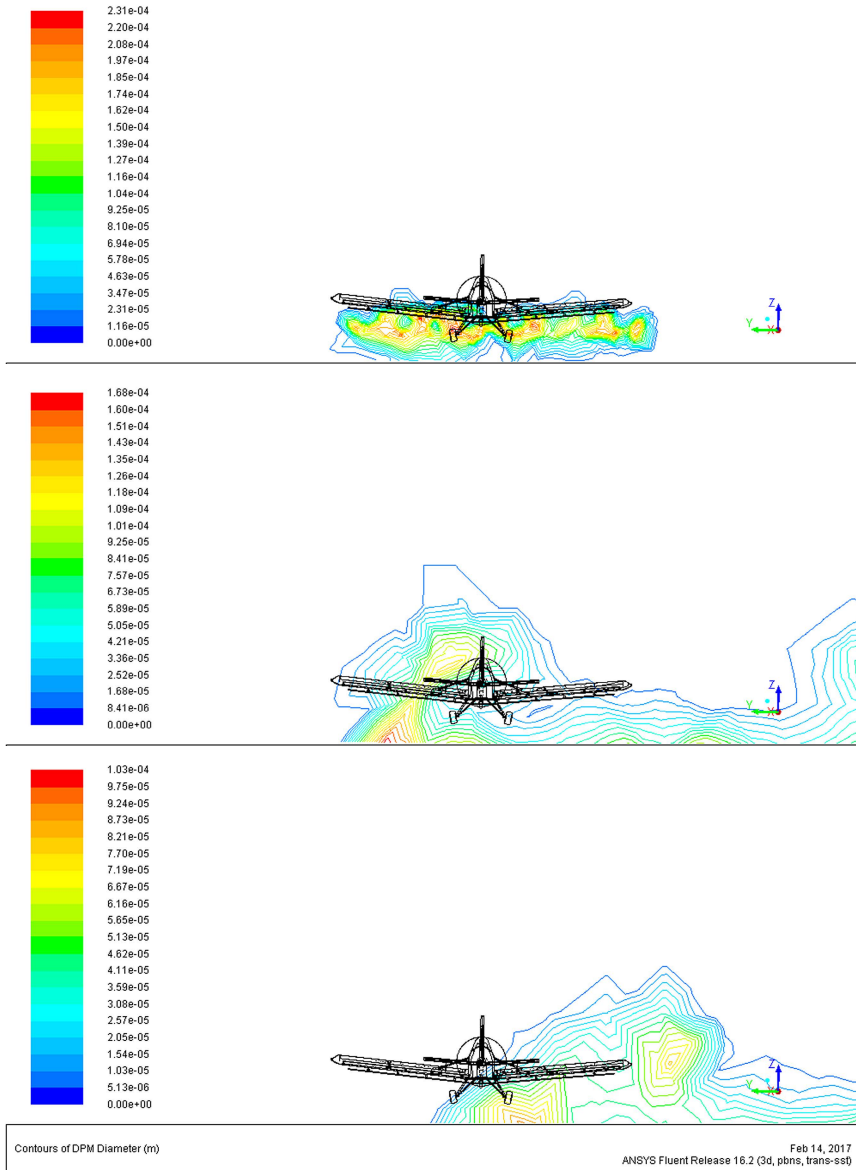 2.31e-04
2.20e-04
2.08e-04
1.97e-04
1.85e-04
1.74e-04
1.62e-04
1.50e-04
1.39e-04
1.27e-04
1.16e-04
1.04e-04
9.25e-05
8.10e-05
6.94e-05
5.78e-05
4.63e-05
3.47e-05
2.31e-05
1.16e-05
0.00e+00
Z
Y
X
1.68e-04
1.60e-04
1.51e-04
1.43e-04
1.35e-04
1.26e-04
1.18e-04
1.09e-04
1.01e-04
9.25e-05
8.41e-05
7.57e-05
6.73e-05
5.89e-05
5.05e-05
4.21e-05
3.36e-05
2.52e-05
1.68e-05
8.41e-06
0.00e+00
Z
Y
X
1.03e-04
9.75e-05
9.24e-05
8.73e-05
8.21e-05
7.70e-05
7.19e-05
6.67e-05
6.16e-05
5.65e-05
5.13e-05
4.62e-05
4.11e-05
3.59e-05
3.08e-05
2.57e-05
2.05e-05
1.54e-05
1.03e-05
5.13e-06
0.00e+00
Z
Y
X
Contours of DPM Diameter (m)
Feb 14, 2017
ANSYS Fluent Release 16.2 (3d, pbns, trans-sst)